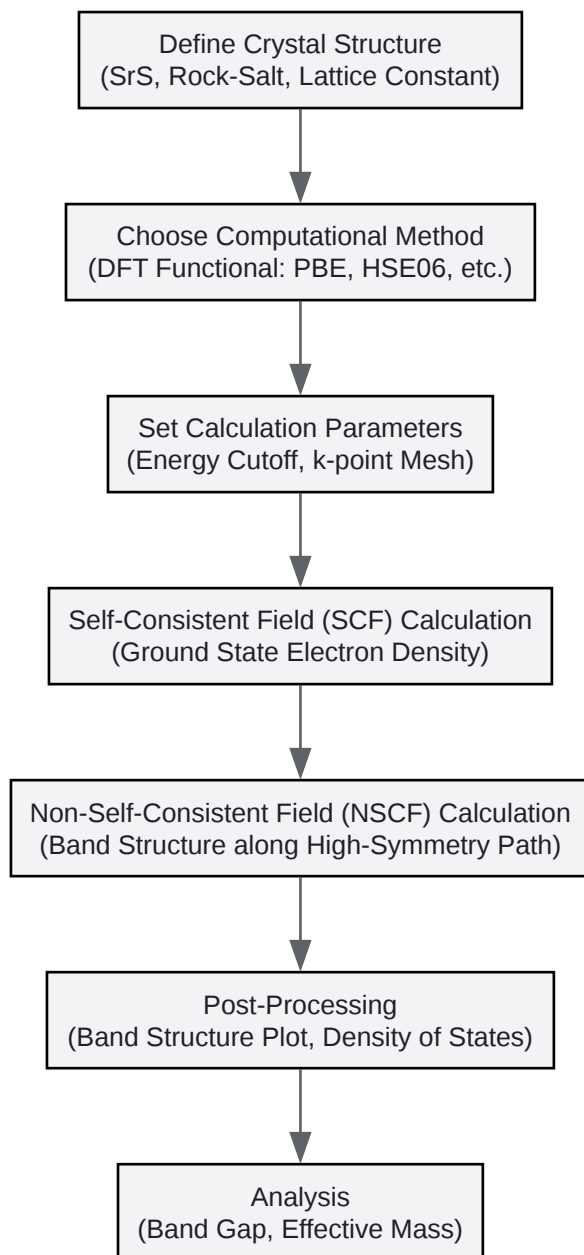 Define Crystal Structure
(SrS, Rock-Salt, Lattice Constant)
Choose Computational Method
(DFT Functional: PBE, HSE06, etc.)
Set Calculation Parameters
(Energy Cutoff, k-point Mesh)
Self-Consistent Field (SCF) Calculation
(Ground State Electron Density)
Non-Self-Consistent Field (NSCF) Calculation
(Band Structure along High-Symmetry Path)
Post-Processing
(Band Structure Plot, Density of States)
Analysis
(Band Gap, Effective Mass)